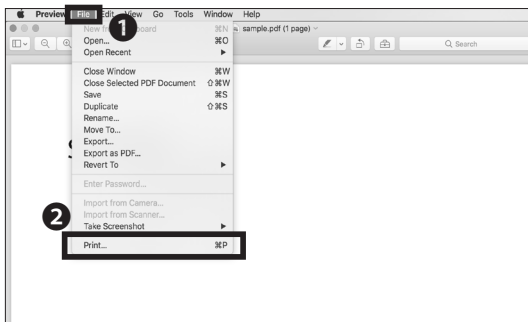 Preview File Edit View Go Tools Window Help
sample.pdf (1 page)
Search
1
New from ⌘N
Open... ⌘O
Open Recent ▶
Close Window ⌘W
Close Selected PDF Document ⇧⌘W
Save ⌘S
Duplicate ⇧⌘S
Rename...
Move To...
Export...
Export as PDF...
Revert To ▶
Enter Password...
Import from Camera...
Import from Scanner...
2
Take Screenshot ▶
Print... ⌘P